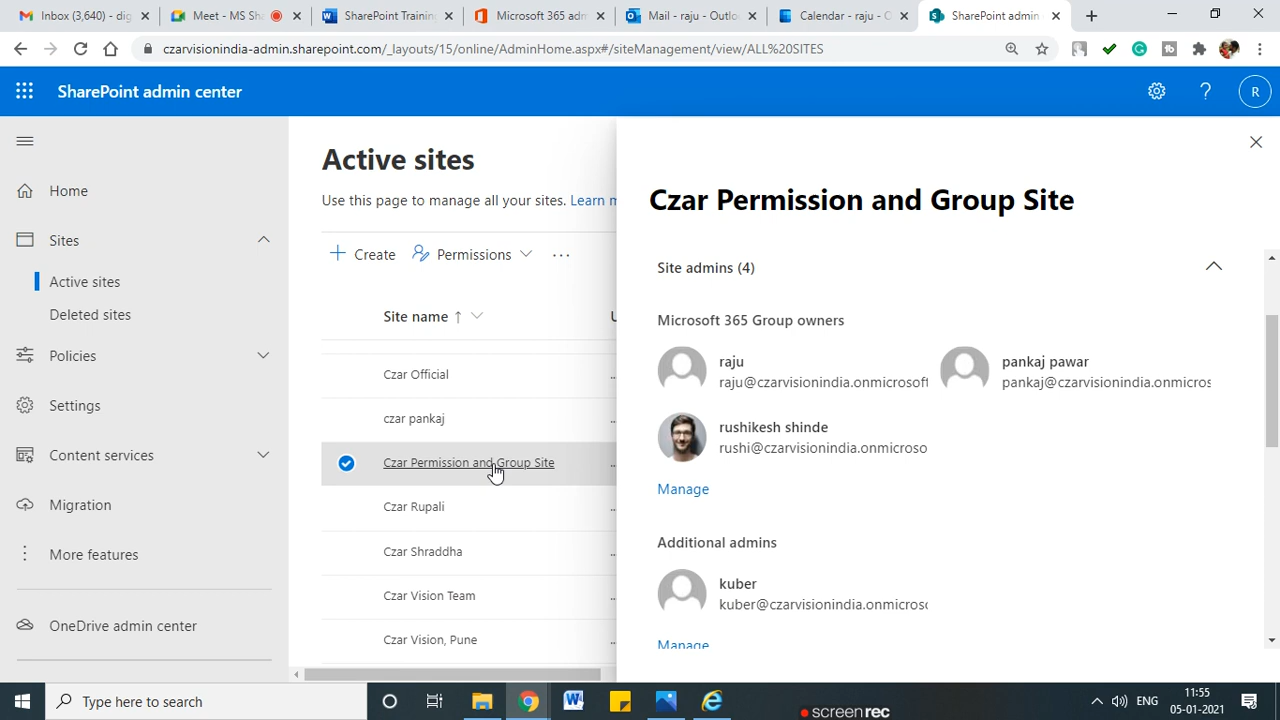 Inbox (3,640) - dig
Meet - MS Sha
SharePoint Training
Microsoft 365 adm
Mail - raju - Outlo
Calendar - raju - O
SharePoint admin
czarvisionindia-admin.sharepoint.com/_layouts/15/online/AdminHome.aspx#/siteManagement/view/ALL%20SITES
SharePoint admin center
R
Home
Sites
Active sites
Deleted sites
Policies
Settings
Content services
Migration
More features
OneDrive admin center
Active sites
Use this page to manage all your sites. Learn m
Create
Permissions
Site name ↑
U
Czar Official
czar pankaj
Czar Permission and Group Site
Czar Rupali
Czar Shraddha
Czar Vision Team
Czar Vision, Pune
Czar Permission and Group Site
Site admins (4)
Microsoft 365 Group owners
raju
raju@czarvisionindia.onmicrosoft
pankaj pawar
pankaj@czarvisionindia.onmicros
rushikesh shinde
rushi@czarvisionindia.onmicroso
Manage
Additional admins
kuber
kuber@czarvisionindia.onmicroso
Manage
Type here to search
screenrec
ENG
11:55
05-01-2021